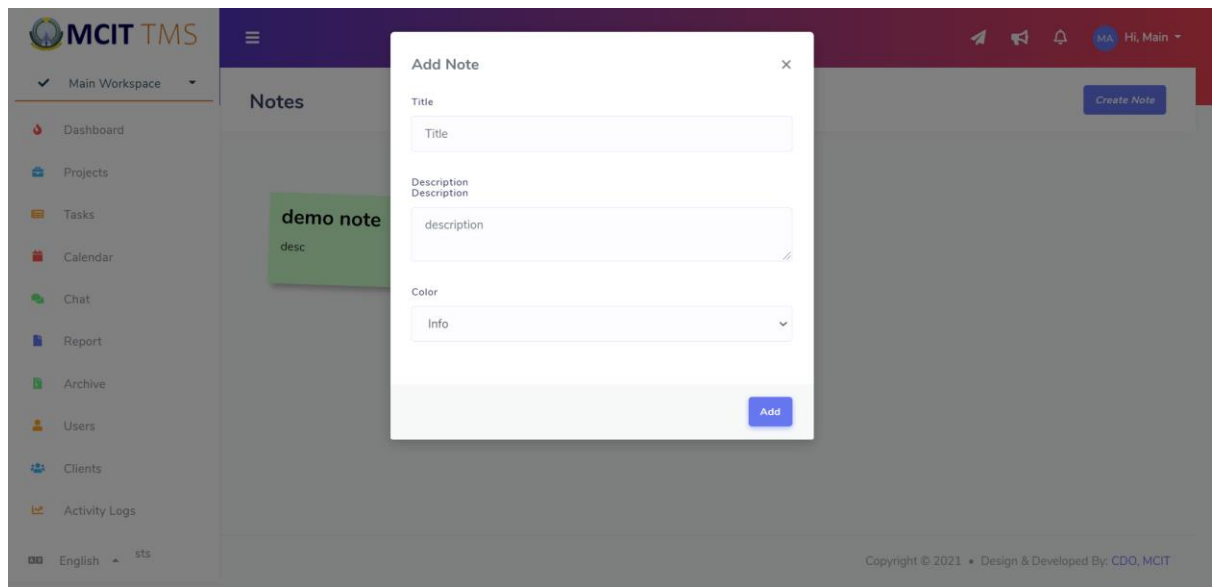 MCIT TMS
Hi, Main
MA
Main Workspace
Notes
Create Note
Dashboard
Projects
Tasks
Calendar
Chat
Report
Archive
Users
Clients
Activity Logs
English
sts
demo note
desc
Add Note
×
Title
Title
Description
Description
description
Color
Info
Add
Copyright © 2021 • Design & Developed By: CDO, MCIT